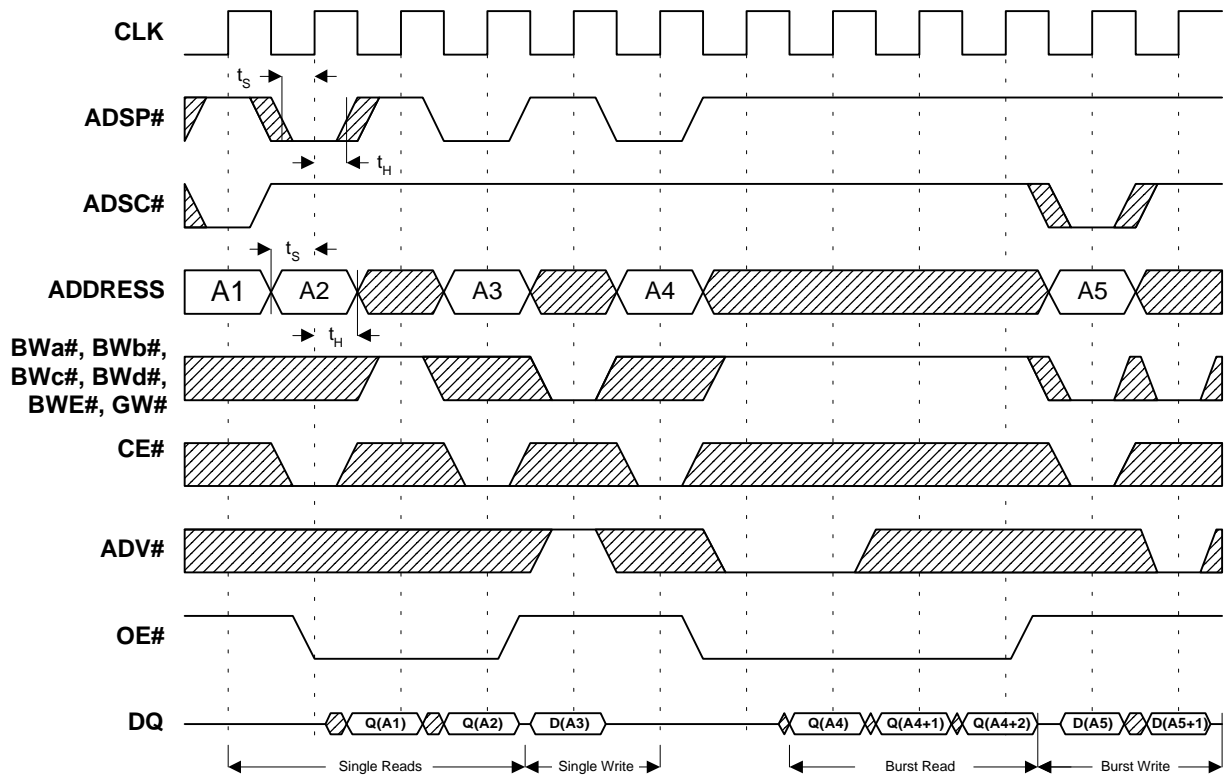 CLK
tS
ADSP#
tH
ADSC#
tS
ADDRESS
A1 A2 A3 A4 A5
tH
BWa#, BWb#,
BWc#, BWd#,
BWE#, GW#
CE#
ADV#
OE#
DQ
Q(A1) Q(A2) D(A3) Q(A4) Q(A4+1) Q(A4+2) D(A5) D(A5+1)
Single Reads Single Write Burst Read Burst Write